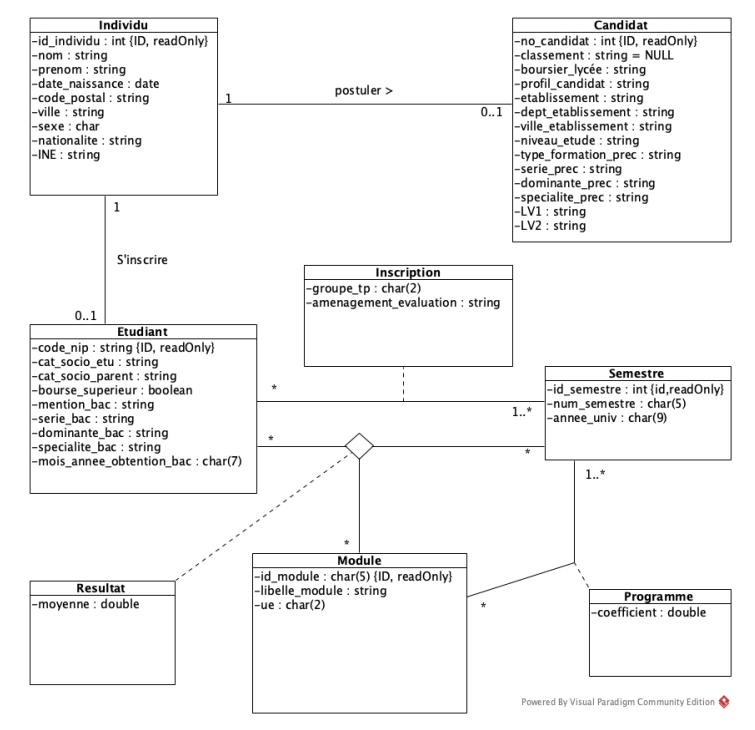 Individu
-id_individu : int {ID, readOnly}
-nom : string
-prenom : string
-date_naissance : date
-code_postal : string
-ville : string
-sexe : char
-nationalite : string
-INE : string
Candidat
-no_candidat : int {ID, readOnly}
-classement : string = NULL
-boursier_lycée : string
-profil_candidat : string
-etablissement : string
-dept_etablissement : string
-ville_etablissement : string
-niveau_etude : string
-type_formation_prec : string
-serie_prec : string
-dominante_prec : string
-specialite_prec : string
-LV1 : string
-LV2 : string
postuler >
1
0..1
1
S'inscrire
0..1
Inscription
-groupe_tp : char(2)
-amenagement_evaluation : string
Etudiant
-code_nip : string {ID, readOnly}
-cat_socio_etu : string
-cat_socio_parent : string
-bourse_superieur : boolean
-mention_bac : string
-serie_bac : string
-dominante_bac : string
-specialite_bac : string
-mois_annee_obtention_bac : char(7)
Semestre
-id_semestre : int {id,readOnly}
-num_semestre : char(5)
-annee_univ : char(9)
*
1..*
*
*
1..*
*
Module
-id_module : char(5) {ID, readOnly}
-libelle_module : string
-ue : char(2)
*
Resultat
-moyenne : double
Programme
-coefficient : double
Powered By Visual Paradigm Community Edition